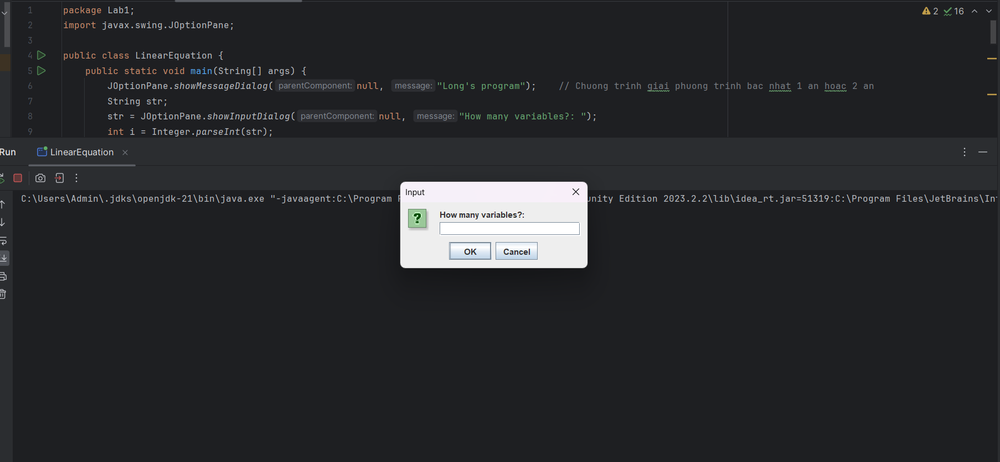 1 package Lab1;
2 import javax.swing.JOptionPane;
3
4 public class LinearEquation {
5 public static void main(String[] args) {
6 JOptionPane.showMessageDialog( parentComponent: null, message: "Long's program"); // Chuong trinh giai phuong trinh bac nhat 1 an hoac 2 an
7 String str;
8 str = JOptionPane.showInputDialog( parentComponent: null, message: "How many variables?: ");
9 int i = Integer.parseInt(str);
2 16
Run LinearEquation
C:\Users\Admin\.jdks\openjdk-21\bin\java.exe "-javaagent:C:\Program Edition 2023.2.2\lib\idea_rt.jar=51319:C:\Program Files\JetBrains\
Input
How many variables?:
OK Cancel